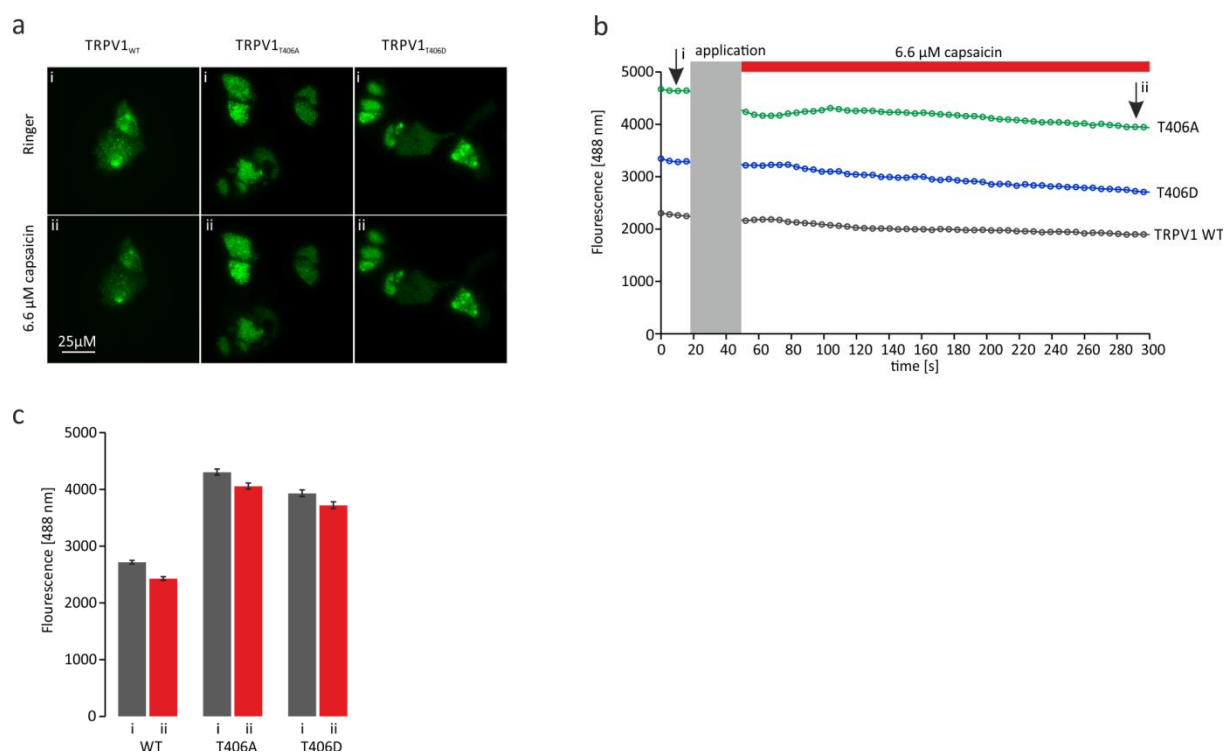 a
TRPV1WT TRPV1T406A TRPV1T406D
i i i
Ringer
ii ii ii
6.6 µM capsaicin
25µM
b
i application 6.6 µM capsaicin
5000
ii
T406A
4000
3000
T406D
2000
TRPV1 WT
1000
0
Flourescence [488 nm]
0 20 40 60 80 100 120 140 160 180 200 220 240 260 280 300
time [s]
c
5000
4000
3000
2000
1000
0
Flourescence [488 nm]
i ii i ii i ii
WT T406A T406D